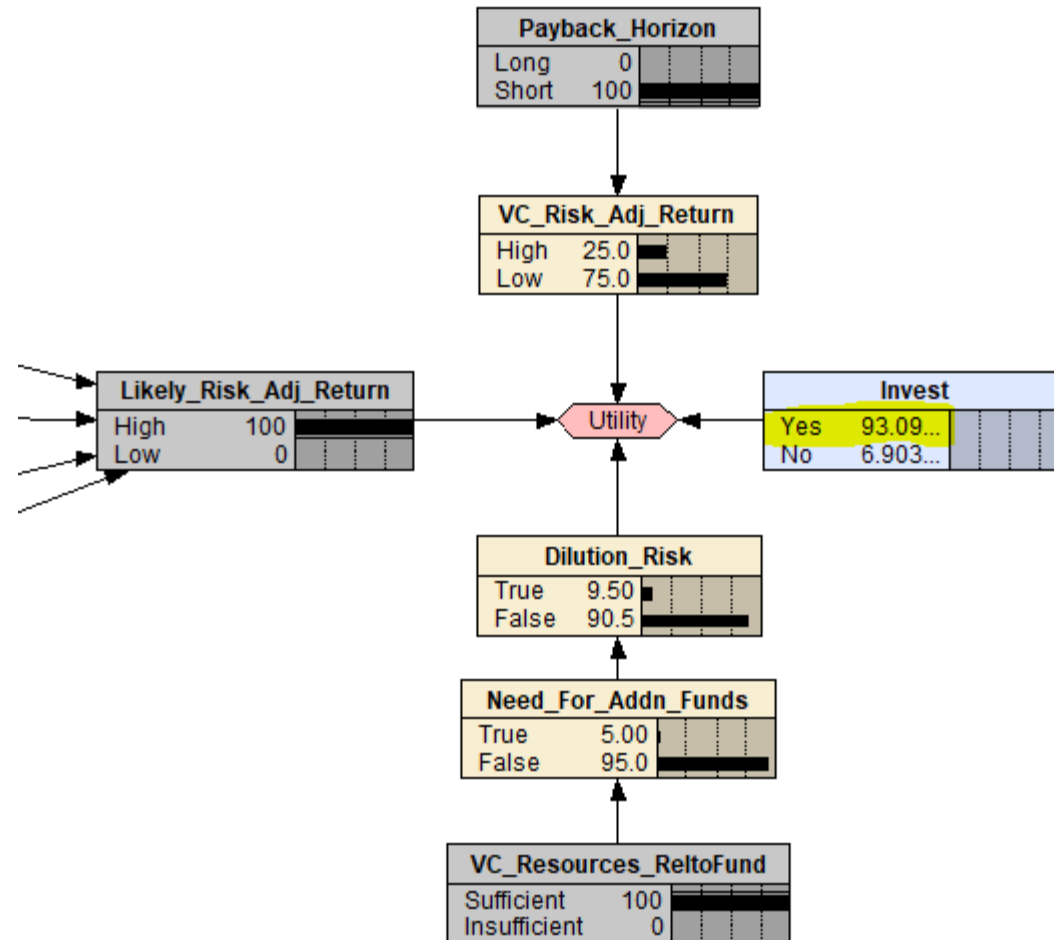 Payback_Horizon
Long 0
Short 100
VC_Risk_Adj_Return
High 25.0
Low 75.0
Likely_Risk_Adj_Return
High 100
Low 0
Utility
Invest
Yes 93.09...
No 6.903...
Dilution_Risk
True 9.50
False 90.5
Need_For_Addn_Funds
True 5.00
False 95.0
VC_Resources_ReltoFund
Sufficient 100
Insufficient 0